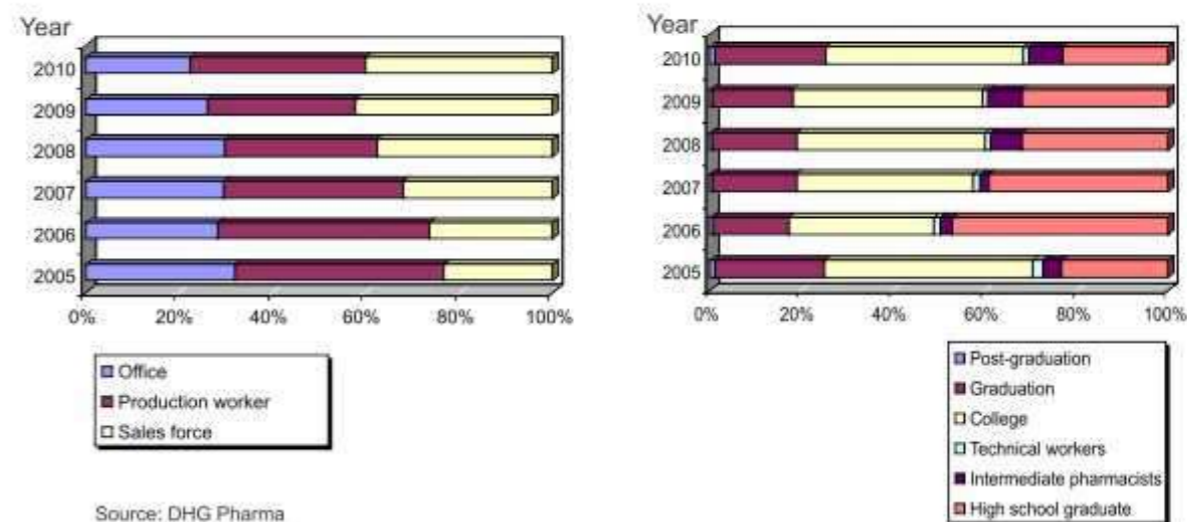 Year
2010
2009
2008
2007
2006
2005
0% 20% 40% 60% 80% 100%
Office
Production worker
Sales force
Source: DHG Pharma
Year
2010
2009
2008
2007
2006
2005
0% 20% 40% 60% 80% 100%
Post-graduation
Graduation
College
Technical workers
Intermediate pharmacists
High school graduate